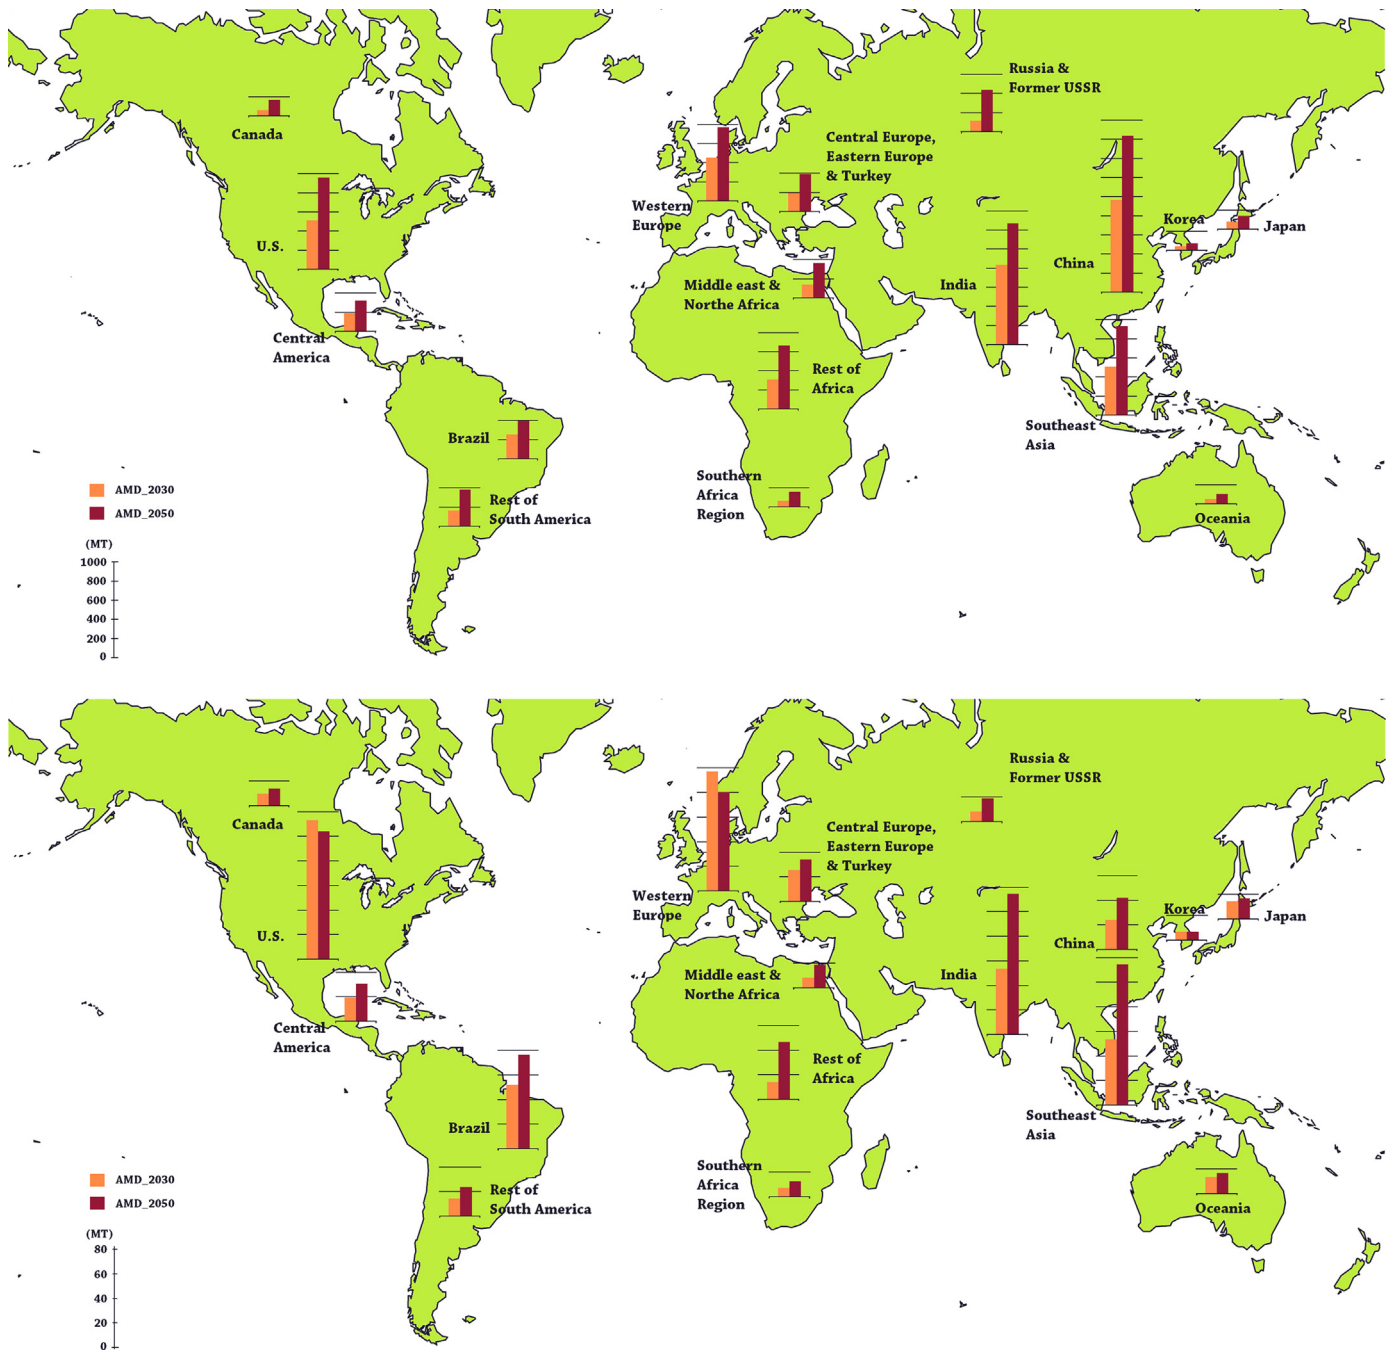 Russia &
Former USSR
Canada
Central Europe,
Eastern Europe
& Turkey
Western
Europe
Korea
Japan
U.S.
China
India
Middle east &
Northe Africa
Central
America
Rest of
Africa
Brazil
Southeast
Asia
Southern
Africa
Region
AMD_2030
AMD_2050
Rest of
South America
Oceania
(MT)
1000
800
600
400
200
0
Russia &
Former USSR
Canada
Central Europe,
Eastern Europe
& Turkey
Western
Europe
Korea
Japan
U.S.
China
India
Middle east &
Northe Africa
Central
America
Rest of
Africa
Brazil
Southeast
Asia
Southern
Africa
Region
AMD_2030
AMD_2050
Rest of
South America
Oceania
(MT)
80
60
40
20
0